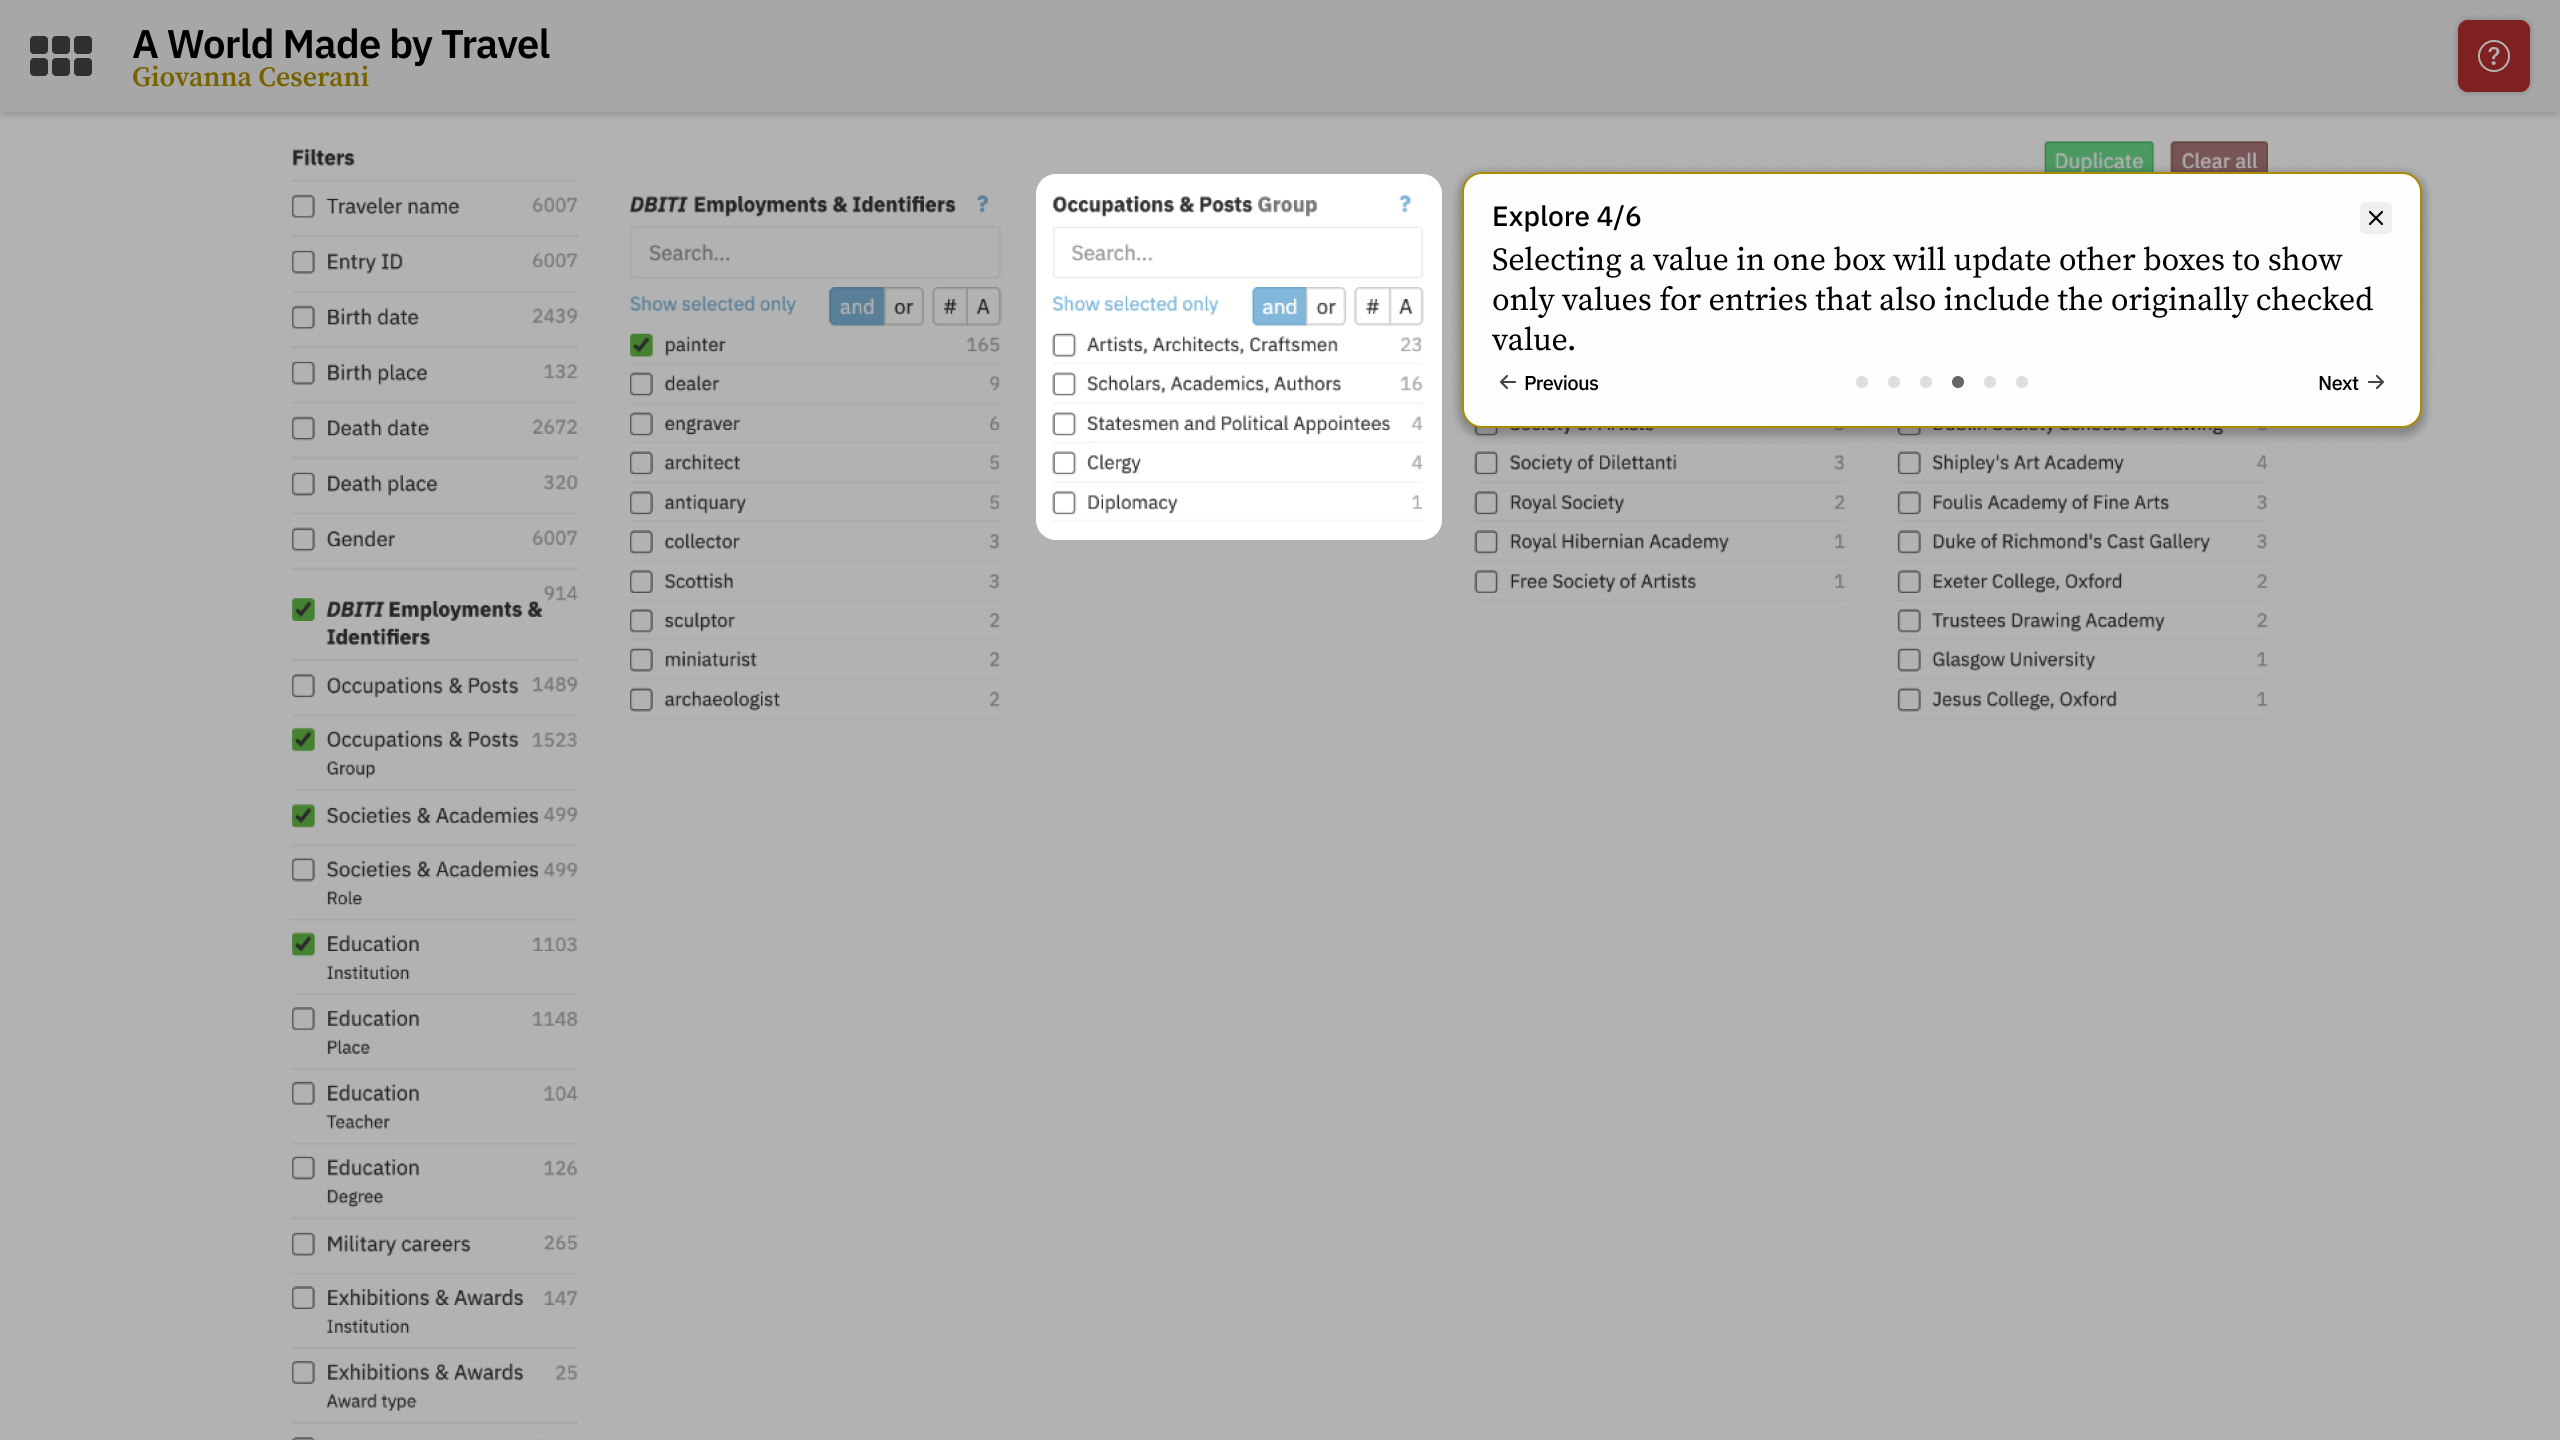 A World Made by Travel
Giovanna Ceserani
?
Filters
Traveler name 6007
Entry ID 6007
Birth date 2439
Birth place 132
Death date 2672
Death place 320
Gender 6007
DBITI Employments & Identifiers 914
Occupations & Posts 1489
Occupations & Posts 1523
Group
Societies & Academies 499
Societies & Academies 499
Role
Education 1103
Institution
Education 1148
Place
Education 104
Teacher
Education 126
Degree
Military careers 265
Exhibitions & Awards 147
Institution
Exhibitions & Awards 25
Award type
DBITI Employments & Identifiers ?
Search...
Show selected only and or # A
painter 165
dealer 9
engraver 6
architect 5
antiquary 5
collector 3
Scottish 3
sculptor 2
miniaturist 2
archaeologist 2
Occupations & Posts Group ?
Search...
Show selected only and or # A
Artists, Architects, Craftsmen 23
Scholars, Academics, Authors 16
Statesmen and Political Appointees 4
Clergy 4
Diplomacy 1
Duplicate Clear all
Explore 4/6
Selecting a value in one box will update other boxes to show
only values for entries that also include the originally checked
value.
Previous Next
Society of Artists
Society of Dilettanti 3
Royal Society 2
Royal Hibernian Academy 1
Free Society of Artists 1
Dublin Society Schools of Drawing
Shipley's Art Academy 4
Foulis Academy of Fine Arts 3
Duke of Richmond's Cast Gallery 3
Exeter College, Oxford 2
Trustees Drawing Academy 2
Glasgow University 1
Jesus College, Oxford 1